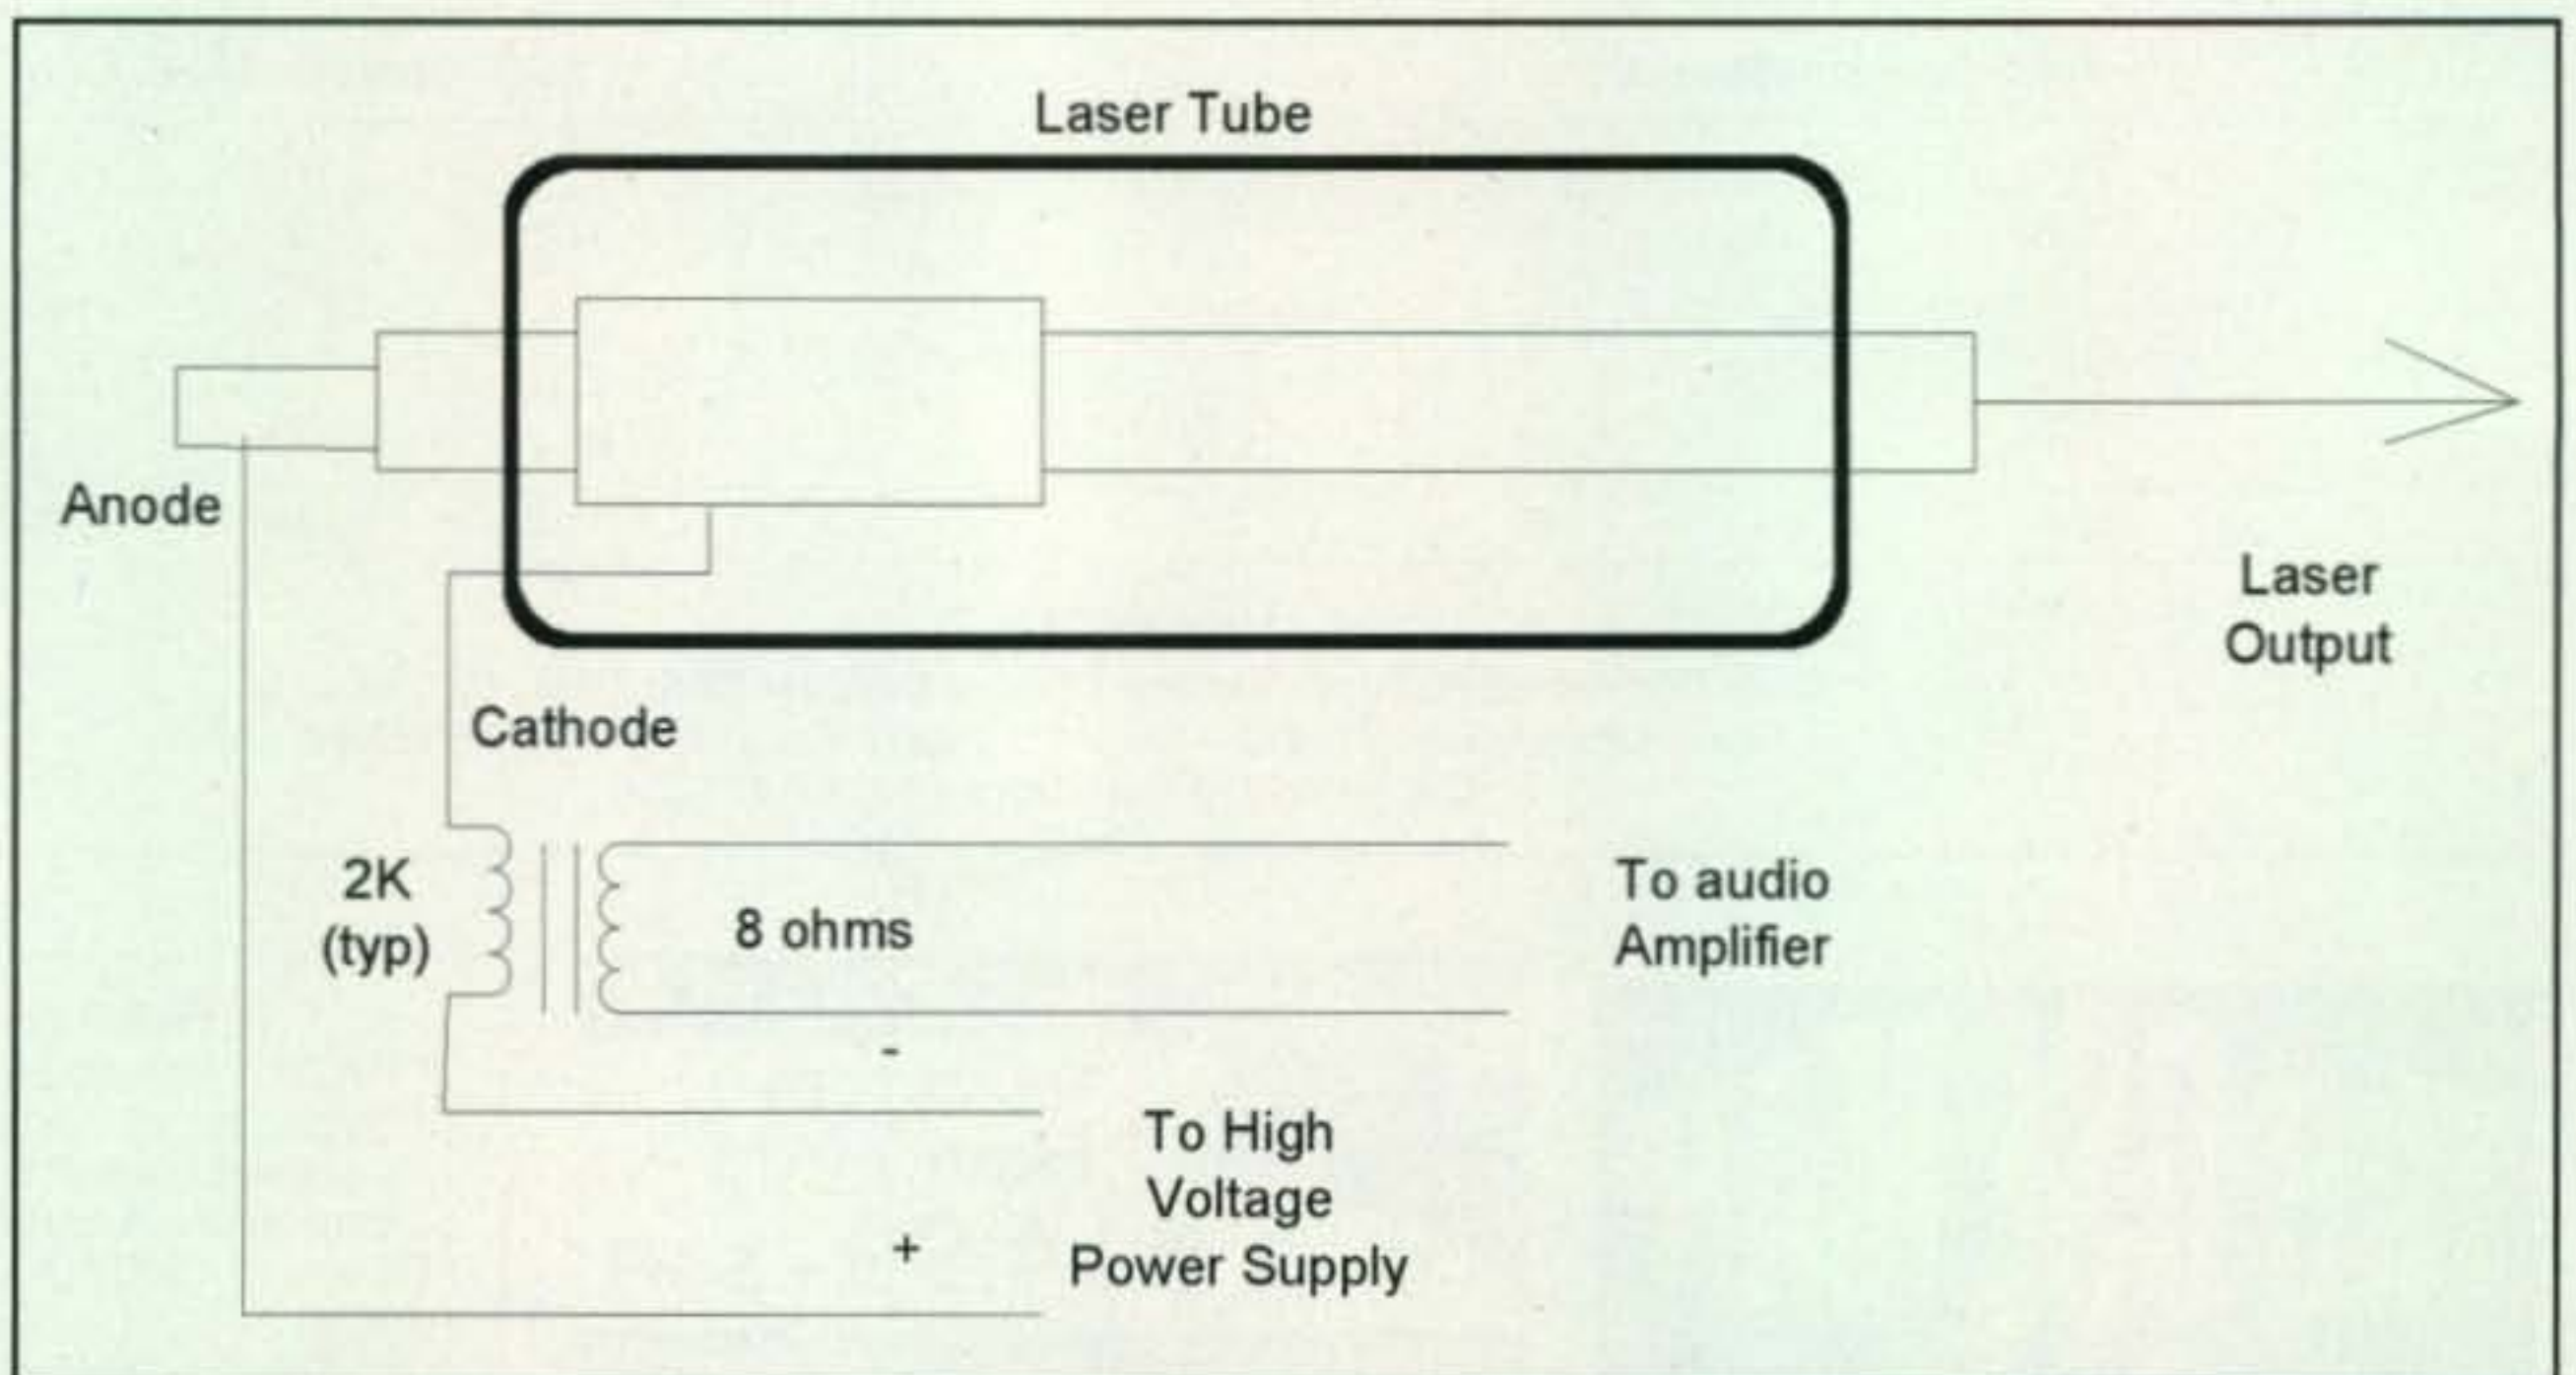 Laser Tube
Anode
Laser
Output
Cathode
2K
(typ)
8 ohms
To audio
Amplifier
-
To High
Voltage
Power Supply
+